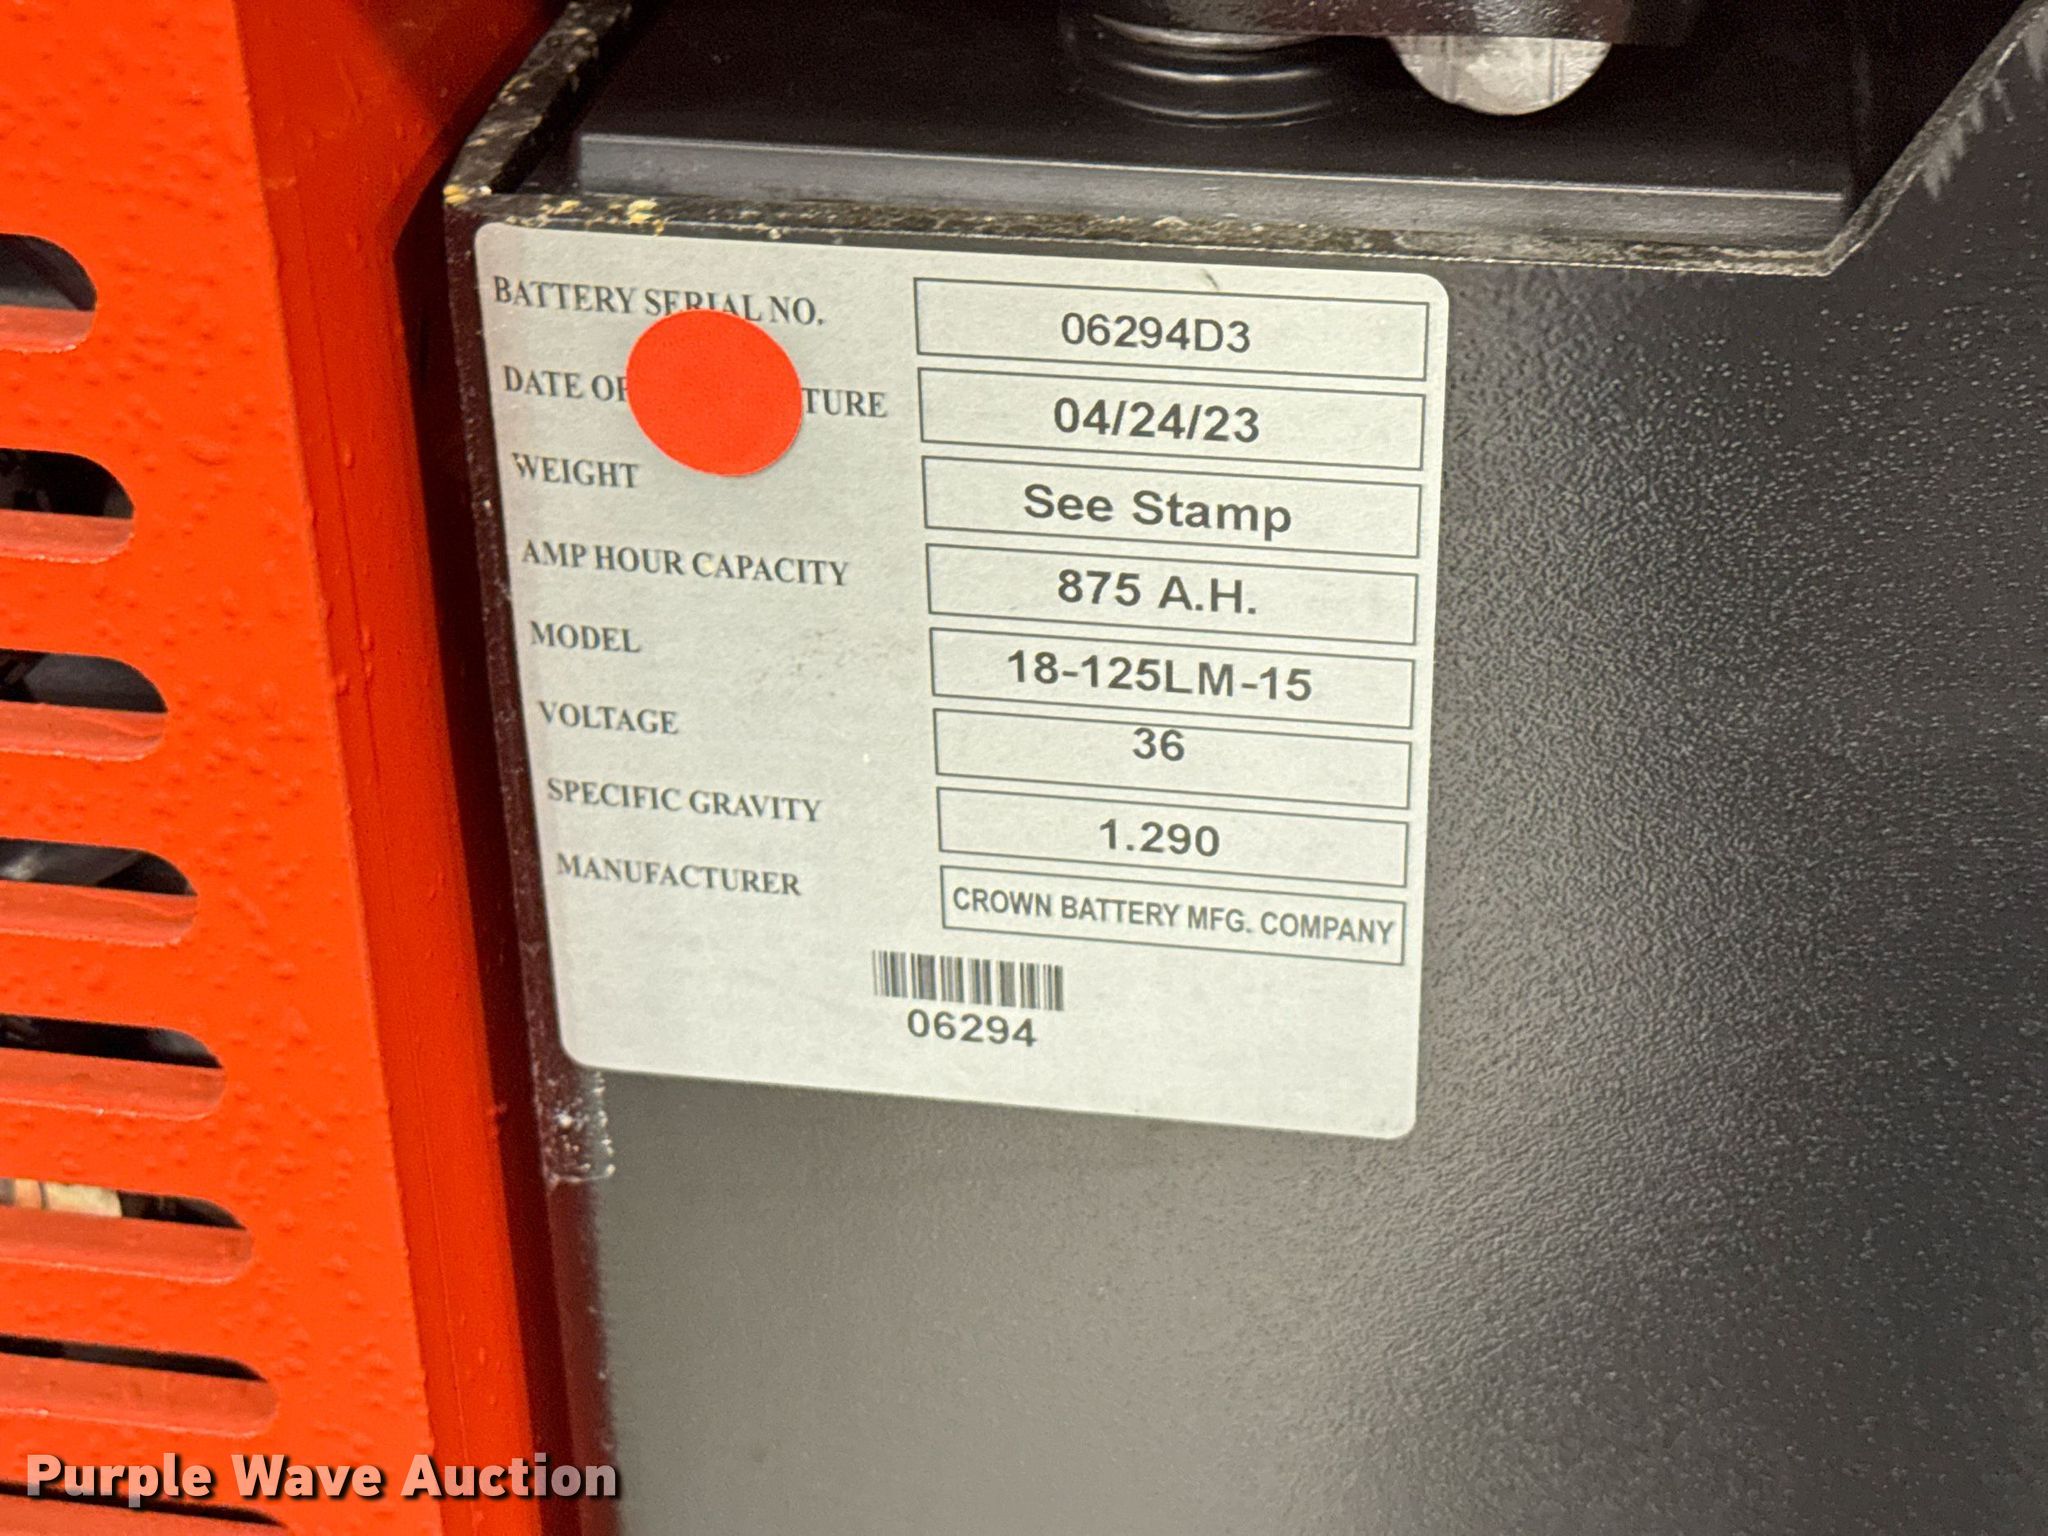 BATTERY SERIAL NO. 06294D3
DATE OF TURE 04/24/23
WEIGHT See Stamp
AMP HOUR CAPACITY 875 A.H.
MODEL 18-125LM-15
VOLTAGE 36
SPECIFIC GRAVITY 1.290
MANUFACTURER CROWN BATTERY MFG. COMPANY
06294
Purple Wave Auction